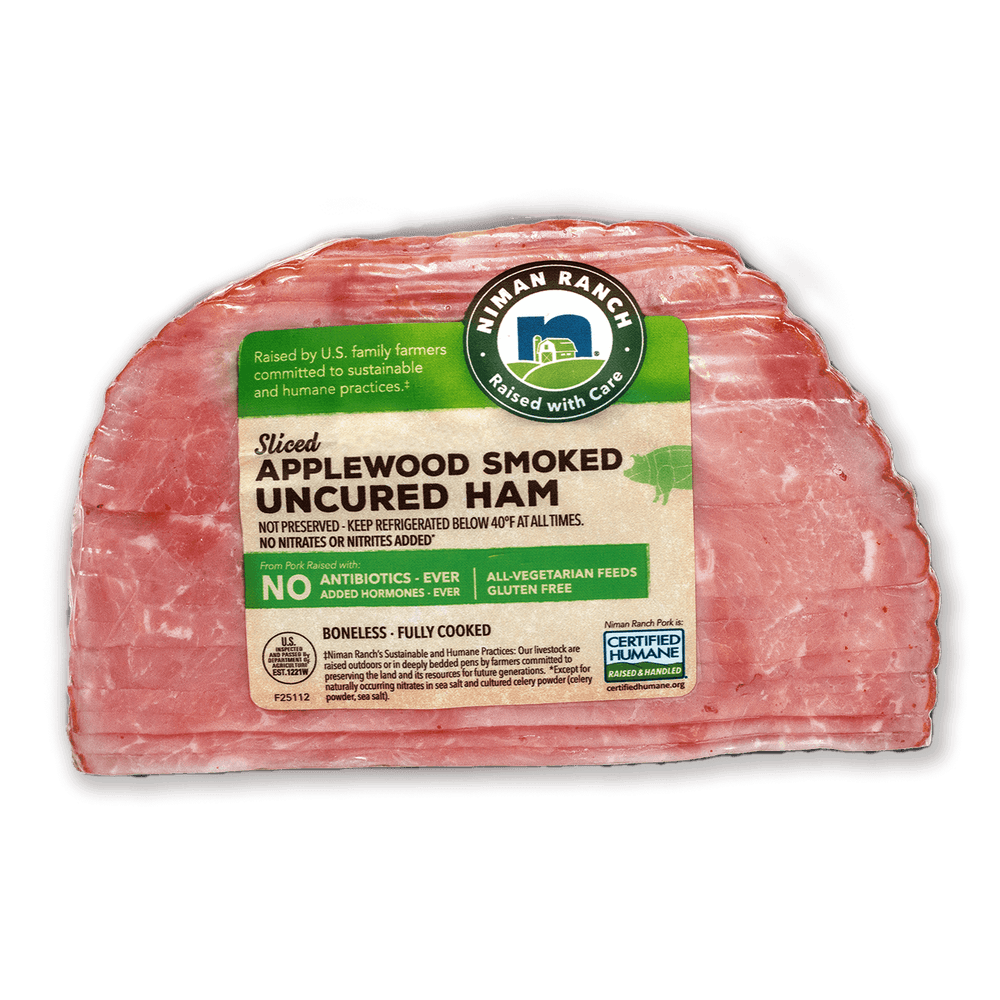 NIMAN RANCH
n
®
Raised with Care
Raised by U.S. family farmers
committed to sustainable
and humane practices.‡
Sliced
APPLEWOOD SMOKED
UNCURED HAM
NOT PRESERVED - KEEP REFRIGERATED BELOW 40°F AT ALL TIMES.
NO NITRATES OR NITRITES ADDED*
From Pork Raised with:
NO ANTIBIOTICS - EVER
ADDED HORMONES - EVER
ALL-VEGETARIAN FEEDS
GLUTEN FREE
BONELESS · FULLY COOKED
U.S.
INSPECTED
AND PASSED BY
DEPARTMENT OF
AGRICULTURE
EST.1221W
F25112
‡Niman Ranch's Sustainable and Humane Practices: Our livestock are
raised outdoors or in deeply bedded pens by farmers committed to
preserving the land and its resources for future generations. *Except for
naturally occurring nitrates in sea salt and cultured celery powder (celery
powder, sea salt).
Niman Ranch Pork is:
CERTIFIED
HUMANE
RAISED & HANDLED
certifiedhumane.org